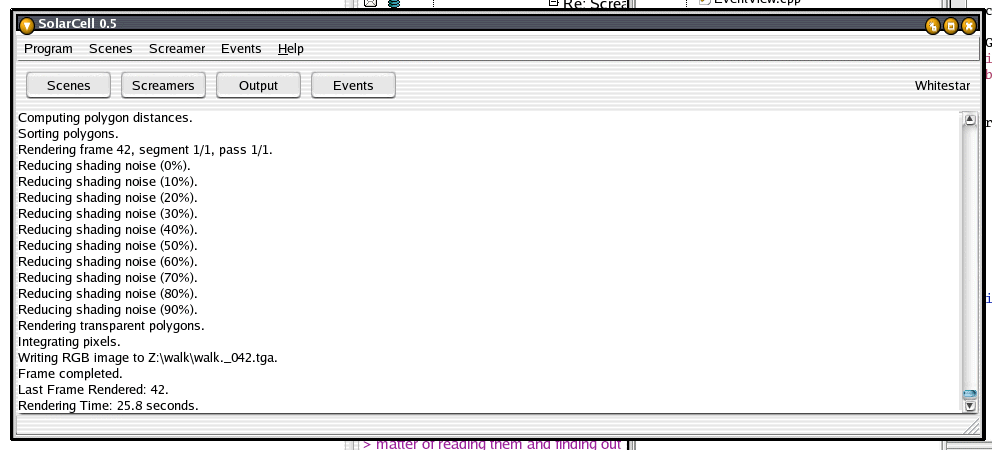 Re: Screa
EventView.cpp
SolarCell 0.5
Program Scenes Screamer Events Help
Scenes Screamers Output Events Whitestar
Computing polygon distances.
Sorting polygons.
Rendering frame 42, segment 1/1, pass 1/1.
Reducing shading noise (0%).
Reducing shading noise (10%).
Reducing shading noise (20%).
Reducing shading noise (30%).
Reducing shading noise (40%).
Reducing shading noise (50%).
Reducing shading noise (60%).
Reducing shading noise (70%).
Reducing shading noise (80%).
Reducing shading noise (90%).
Rendering transparent polygons.
Integrating pixels.
Writing RGB image to Z:\walk\walk._042.tga.
Frame completed.
Last Frame Rendered: 42.
Rendering Time: 25.8 seconds.
> matter of reading them and finding out